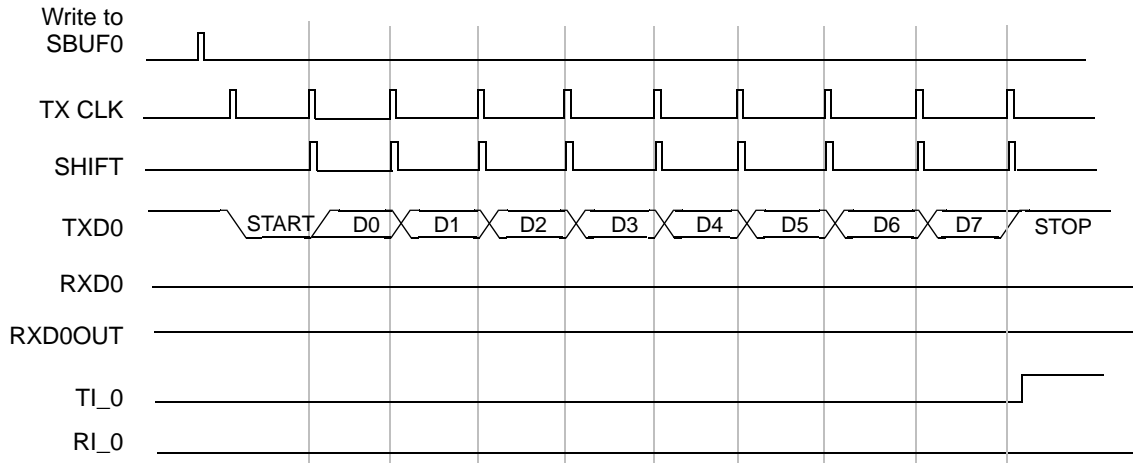 Write to
SBUF0
TX CLK
SHIFT
TXD0 START D0 D1 D2 D3 D4 D5 D6 D7 STOP
RXD0
RXD0OUT
TI_0
RI_0